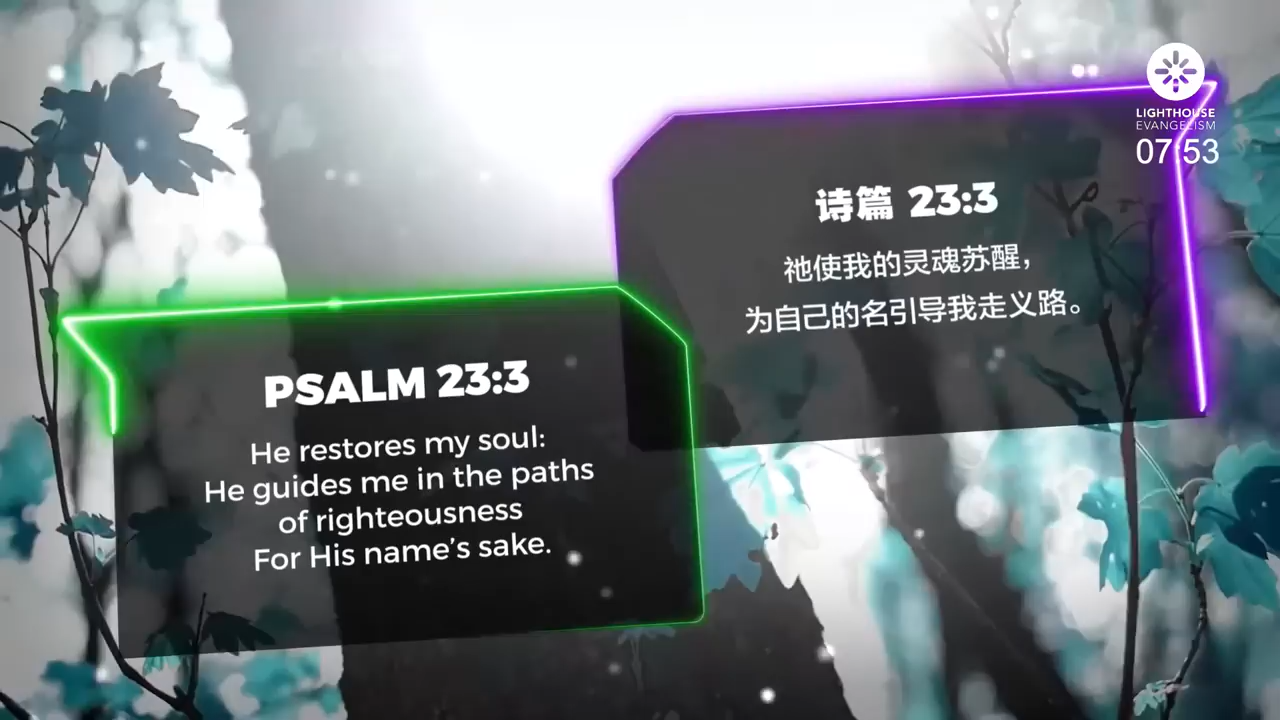 LIGHTHOUSE
EVANGELISM
07:53
诗篇 23:3
祂使我的灵魂苏醒，
为自己的名引导我走义路。
PSALM 23:3
He restores my soul:
He guides me in the paths
of righteousness
For His name’s sake.